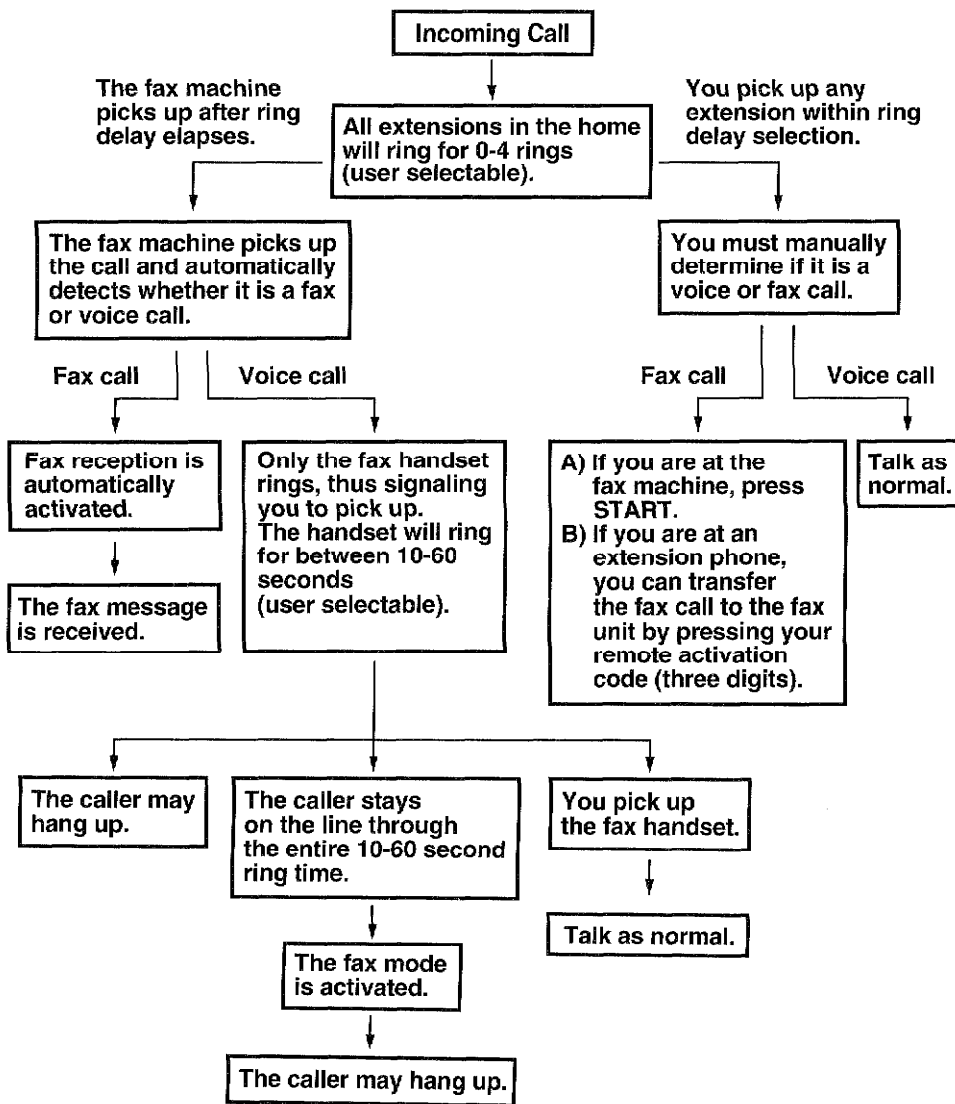 Incoming Call
The fax machine
picks up after ring
delay elapses.
You pick up any
extension within ring
delay selection.
All extensions in the home
will ring for 0-4 rings
(user selectable).
The fax machine picks up
the call and automatically
detects whether it is a fax
or voice call.
You must manually
determine if it is a
voice or fax call.
Fax call
Voice call
Fax call
Voice call
Fax reception is
automatically
activated.
Only the fax handset
rings, thus signaling
you to pick up.
The handset will ring
for between 10-60
seconds
(user selectable).
A) If you are at the
fax machine, press
START.
B) If you are at an
extension phone,
you can transfer
the fax call to the fax
unit by pressing your
remote activation
code (three digits).
Talk as
normal.
The fax message
is received.
The caller may
hang up.
The caller stays
on the line through
the entire 10-60 second
ring time.
You pick up
the fax handset.
Talk as normal.
The fax mode
is activated.
The caller may hang up.